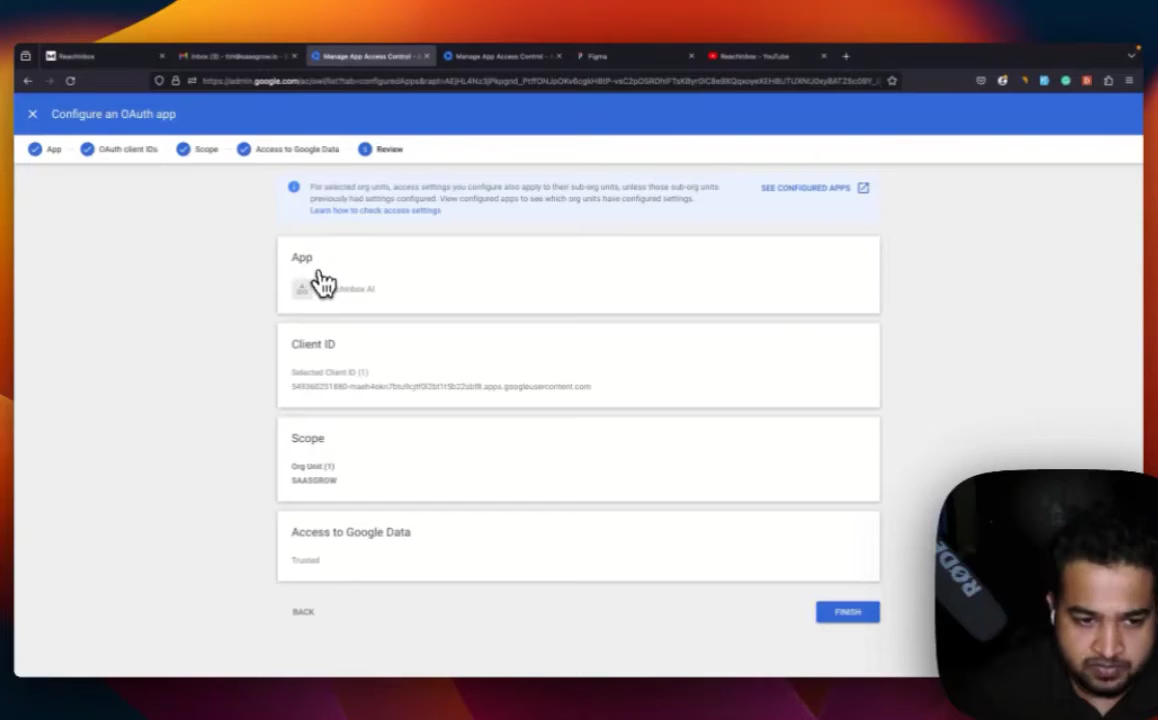 ReachInbox
Manage App Access Control -
Manage App Access Control -
Figma
ReachInbox - YouTube
Configure an OAuth app
App
OAuth client IDs
Scope
Access to Google Data
5
Review
For selected org units, access settings you configure also apply to their sub-org units, unless those sub-org units
previously had settings configured. View configured apps to see which org units have configured settings.
Learn how to check access settings
SEE CONFIGURED APPS
App
AI
Client ID
Selected Client ID (1)
Scope
Org Unit (1)
SAASGROW
Access to Google Data
Trusted
BACK
FINISH
RODE